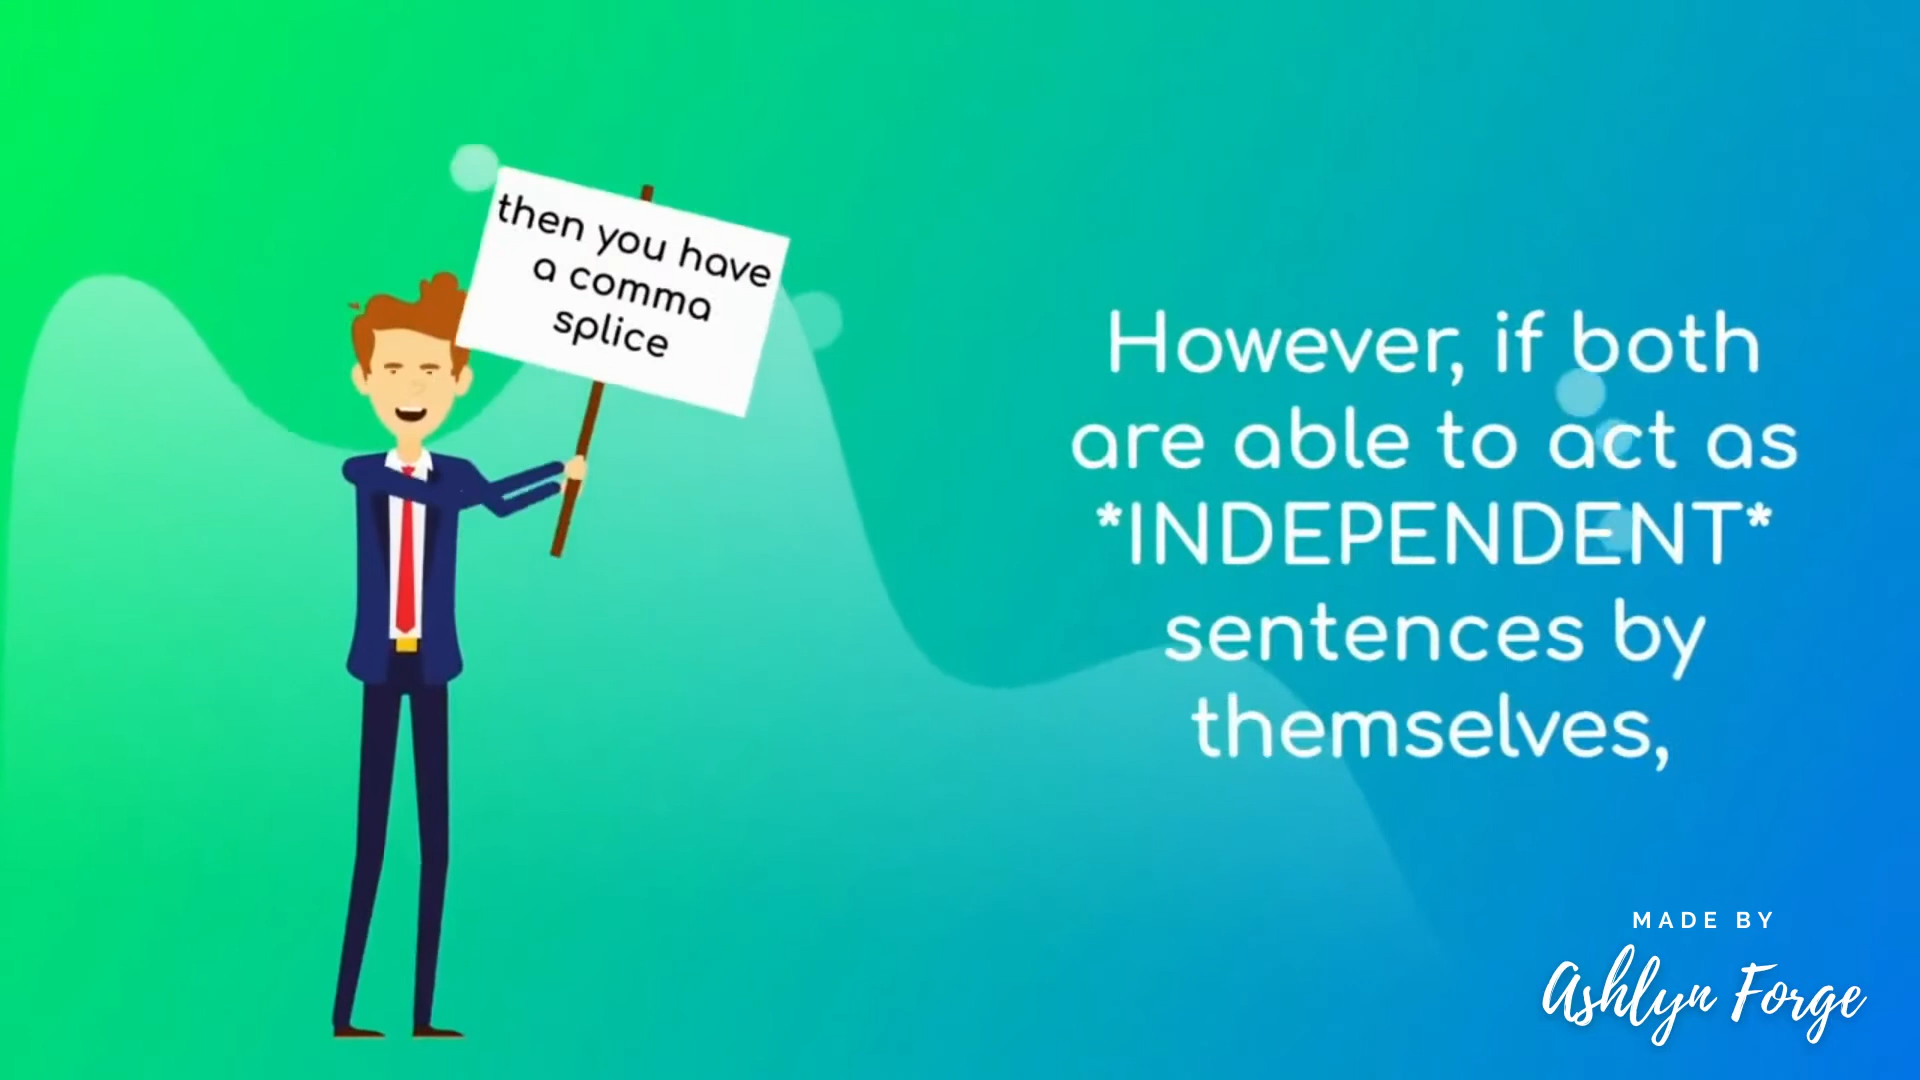 then you have
a comma
splice
However, if both
are able to act as
*INDEPENDENT*
sentences by
themselves,
MADE BY
Ashlyn Forge